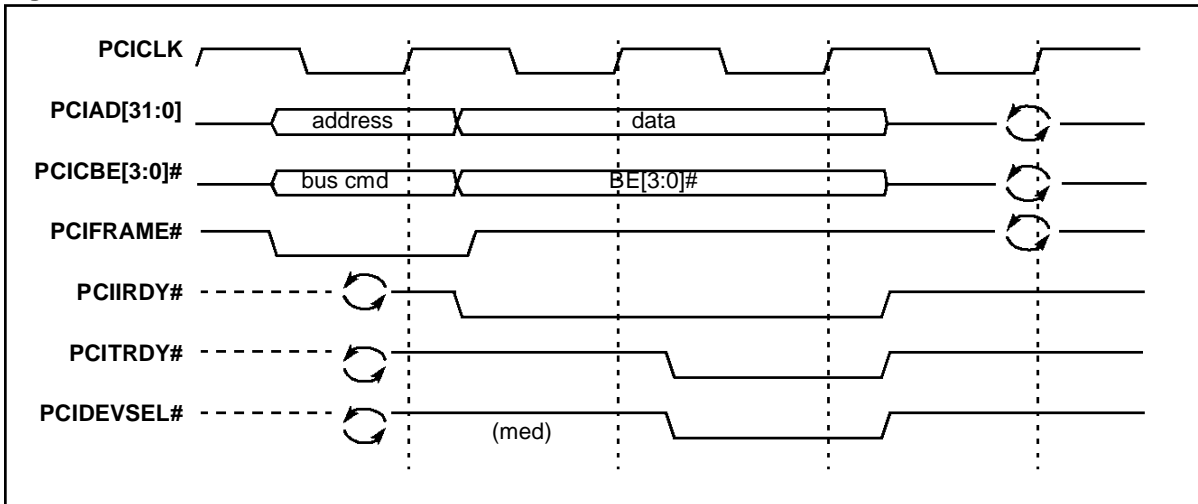 PCICLK
PCIAD[31:0]
address
data
PCICBE[3:0]#
bus cmd
BE[3:0]#
PCIFRAME#
PCIIRDY#
PCITRDY#
PCIDEVSEL#
(med)